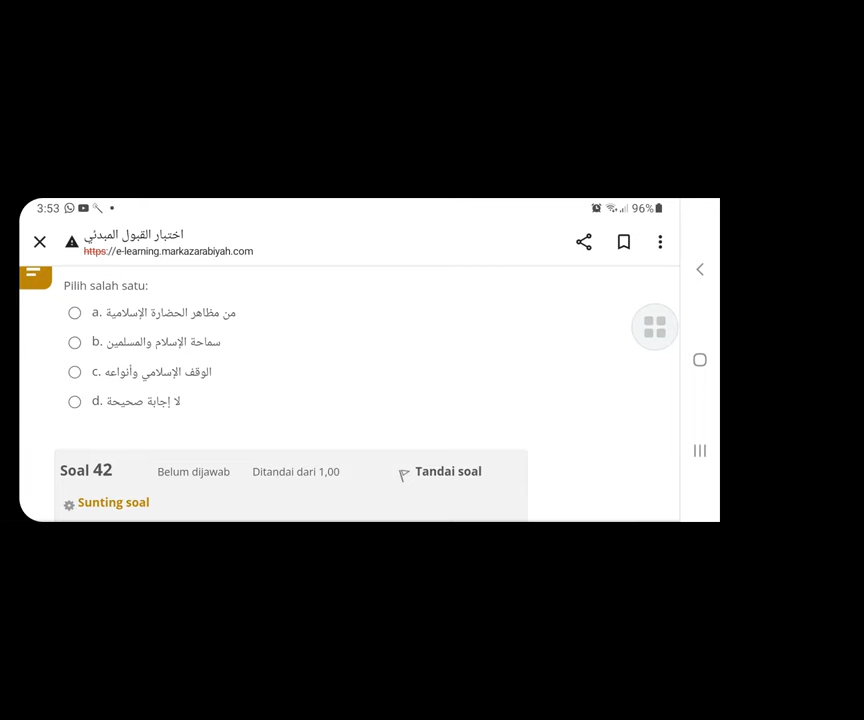 3:53 96%
اختبار القبول المبدئي
https://e-learning.markazarabiyah.com
Pilih salah satu:
a. من مظاهر الحضارة الإسلامية
b. سماحة الإسلام والمسلمين
c. الوقف الإسلامي وأنواعه
d. لا إجابة صحيحة
Soal 42 Belum dijawab Ditandai dari 1,00 Tandai soal
Sunting soal